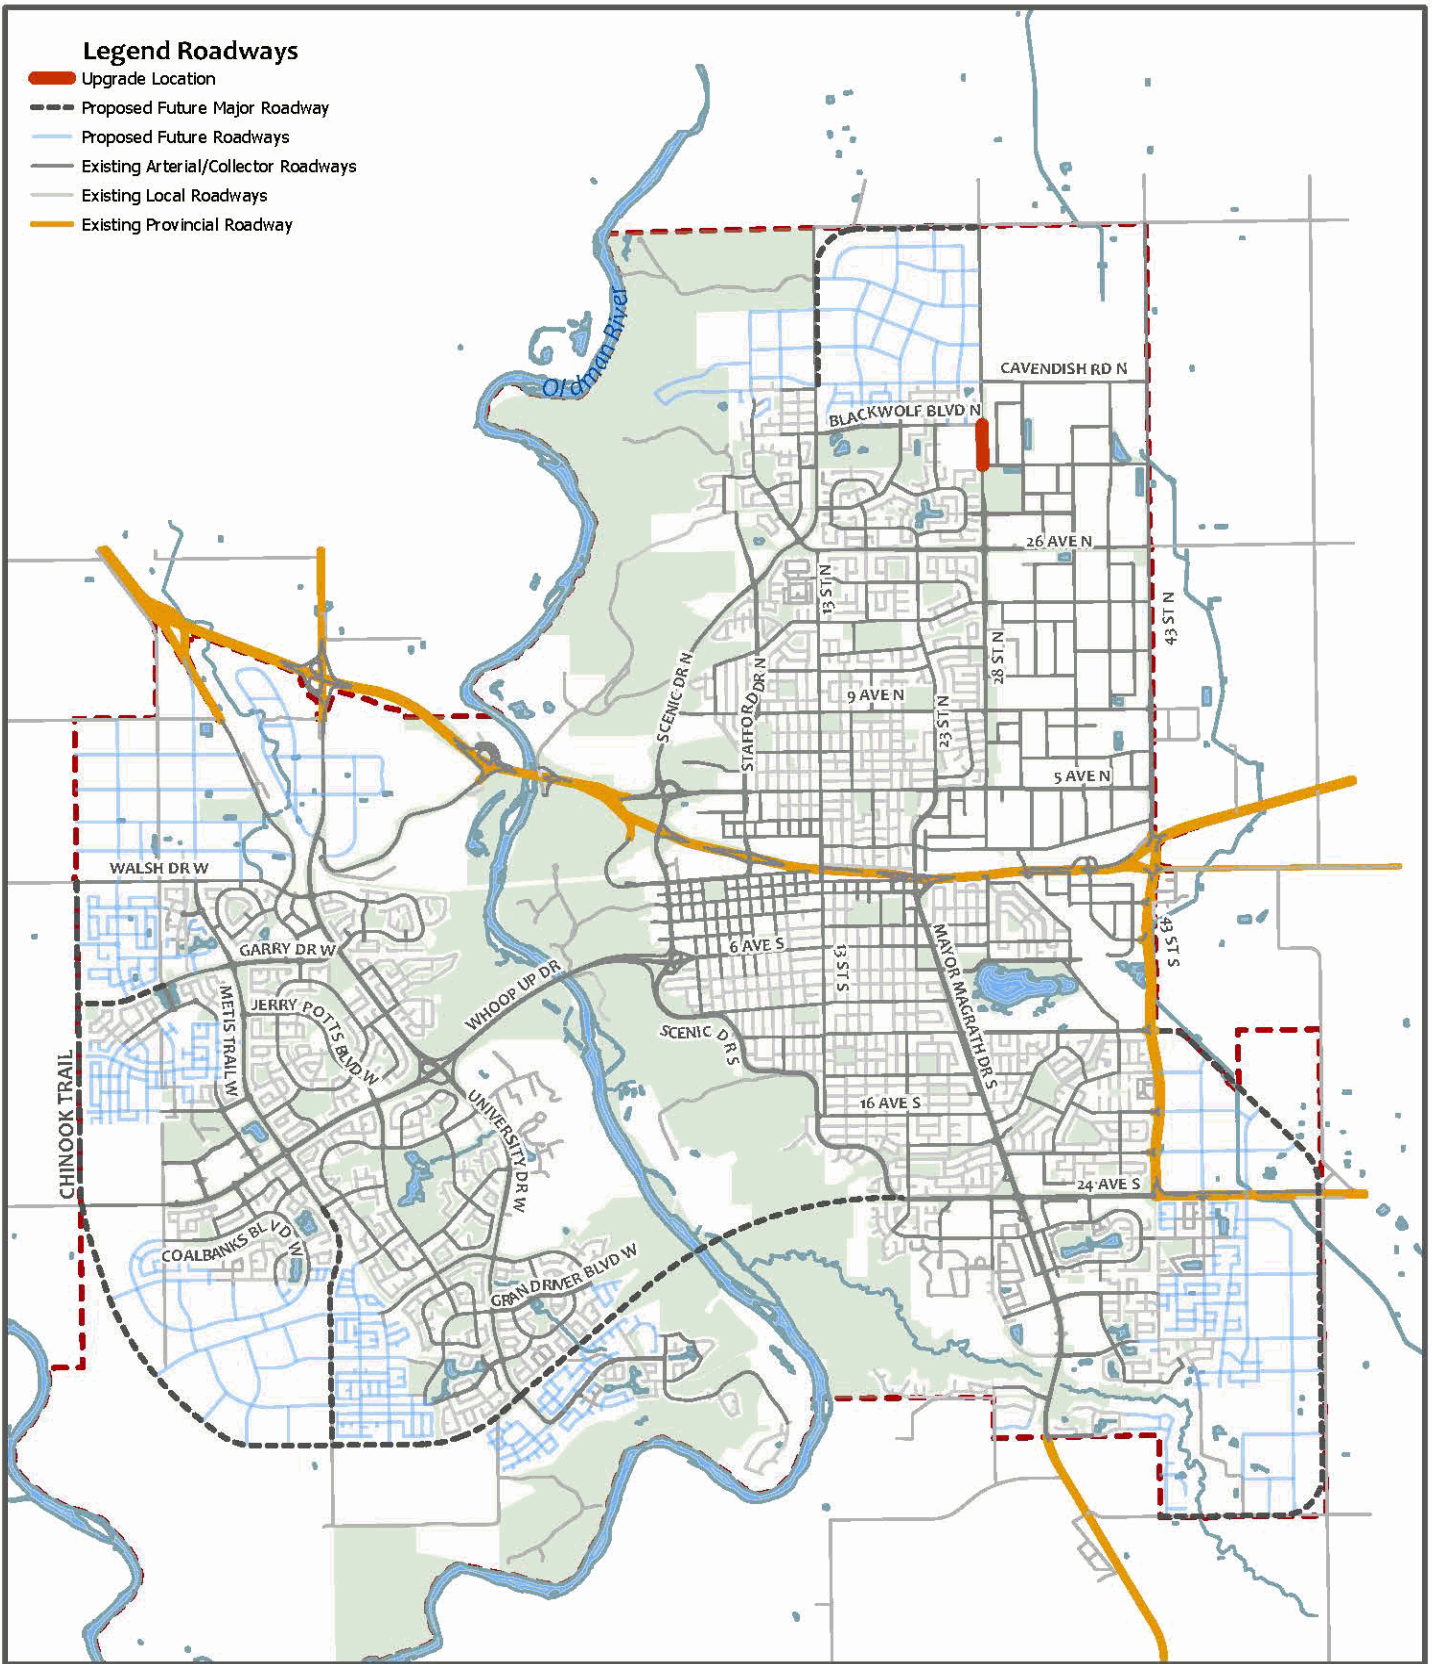 Legend Roadways
Upgrade Location
Proposed Future Major Roadway
Proposed Future Roadways
Existing Arterial/Collector Roadways
Existing Local Roadways
Existing Provincial Roadway
Oldman River
CAVENDISH RD N
BLACKWOLF BLVD N
26 AVE N
13 ST N
43 ST N
28 ST N
SCENIC DR N
STAFFORD DR N
9 AVE N
23 ST N
5 AVE N
WALSH DR W
GARRY DR W
6 AVE S
13 ST S
MAYOR MAGRATH DR S
43 ST S
WHOOP UP DR
METIS TRAIL W
JERRY POTTS BLVD W
SCENIC DR S
CHINOOK TRAIL
UNIVERSITY DR W
16 AVE S
24 AVE S
COALBANKS BLVD W
GRANDRIVER BLVD W